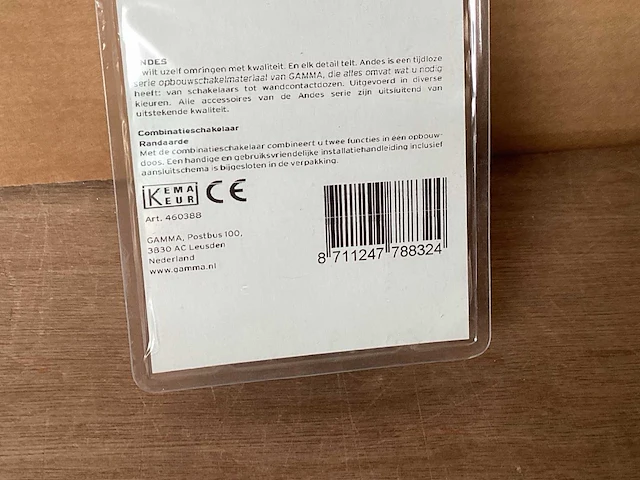 NDES
wilt uzelf omringen met kwaliteit. En elk detail telt. Andes is een tijdloze
serie opbouwschakelmateriaal van GAMMA, die alles omvat wat u nodig
heeft: van schakelaars tot wandcontactdozen. Uitgevoerd in diverse
kleuren. Alle accessoires van de Andes serie zijn uitsluitend van
uitstekende kwaliteit.
Combinatieschakelaar
Randaarde
Met de combinatieschakelaar combineert u twee functies in één opbouw-
doos. Een handige en gebruiksvriendelijke installatiehandleiding inclusief
aansluitschema is bijgesloten in de verpakking.
KEMA
KEUR CE
Art. 460388
GAMMA, Postbus 100,
3830 AC Leusden
Nederland
www.gamma.nl
8 711247 788324